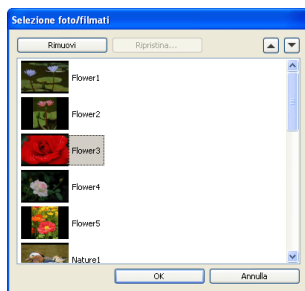 Selezione foto/filmati
Rimuovi
Ripristina...
Flower1
Flower2
Flower3
Flower4
Flower5
Nature1
OK
Annulla